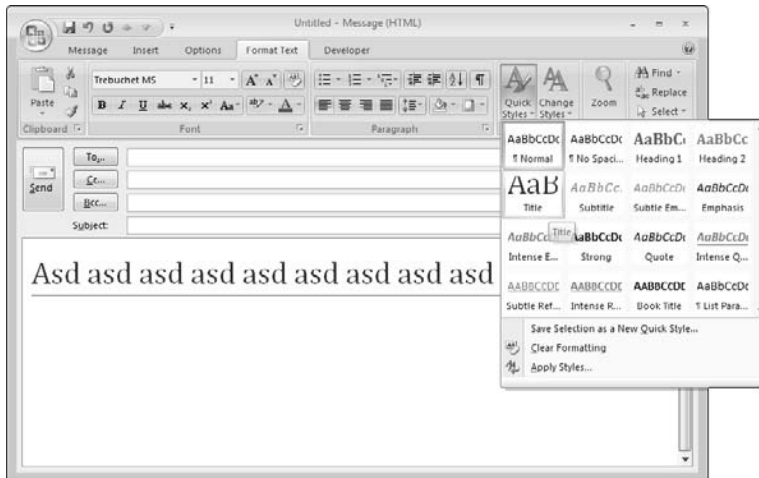 Untitled - Message (HTML)
Message Insert Options Format Text Developer
Trebuchet MS 11 A A
Find
Replace
Select
Paste
B I U abc x, x² Aa A
Quick Styles Change Styles Zoom
Clipboard Font Paragraph
AaBbCcDc AaBbCcDc AaBbC AaBbCc
¶ Normal ¶ No Spaci... Heading 1 Heading 2
To...
Cc...
Send
Bcc...
Subject:
AaB AaBbCc. AaBbCcDc AaBbCcDc
Title Subtitle Subtle Em... Emphasis
Title
AaBbCc AaBbCcDc AaBbCcDc AaBbCcDc
Intense E... Strong Quote Intense Q...
Asd asd asd asd asd asd asd asd asd
AABBCCDC AABBCCDC AABBCCDC AaBbCcDc
Subtle Ref... Intense R... Book Title ¶ List Para...
Save Selection as a New Quick Style...
Clear Formatting
Apply Styles...